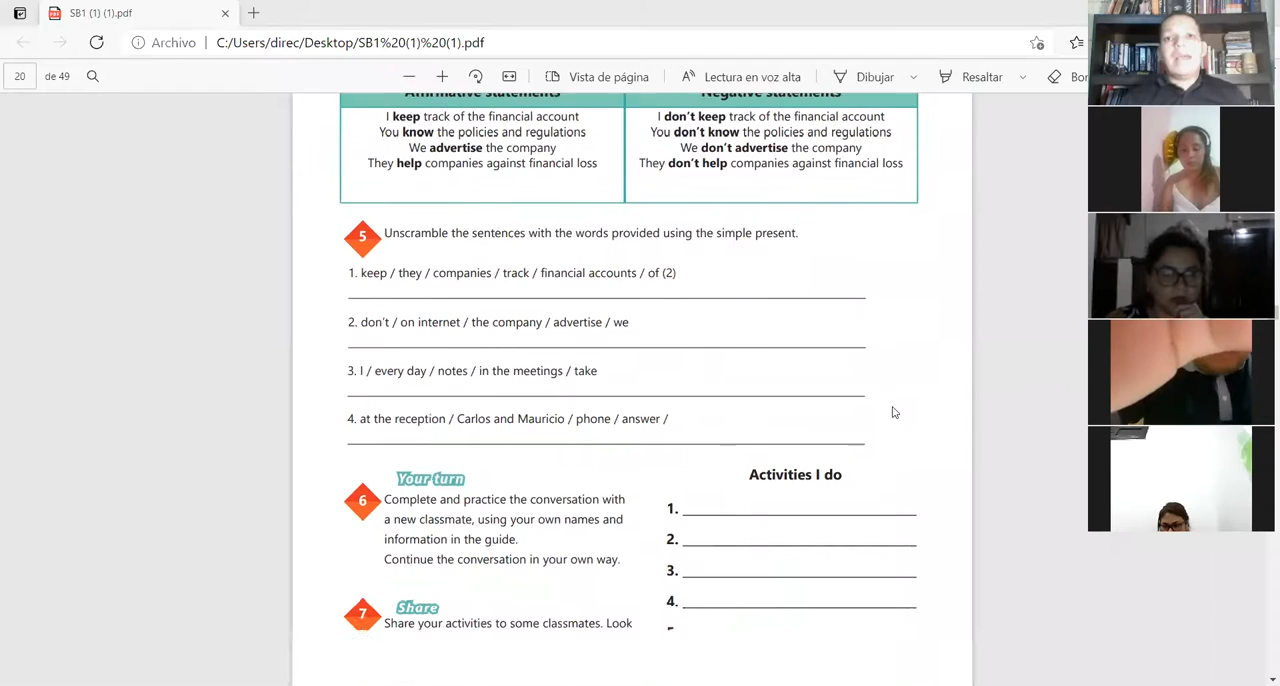 SB1 (1) (1).pdf
Archivo
C:/Users/direc/Desktop/SB1%20(1)%20(1).pdf
20
de 49
Vista de página
Lectura en voz alta
Dibujar
Resaltar
Affirmative statements
Negative statements
I keep track of the financial account
You know the policies and regulations
We advertise the company
They help companies against financial loss
I don't keep track of the financial account
You don't know the policies and regulations
We don't advertise the company
They don't help companies against financial loss
5
Unscramble the sentences with the words provided using the simple present.
1. keep / they / companies / track / financial accounts / of (2)
2. don't / on internet / the company / advertise / we
3. I / every day / notes / in the meetings / take
4. at the reception / Carlos and Mauricio / phone / answer /
Your turn
6
Complete and practice the conversation with
a new classmate, using your own names and
information in the guide.
Continue the conversation in your own way.
7
Share
Share your activities to some classmates. Look
Activities I do
1.
2.
3.
4.